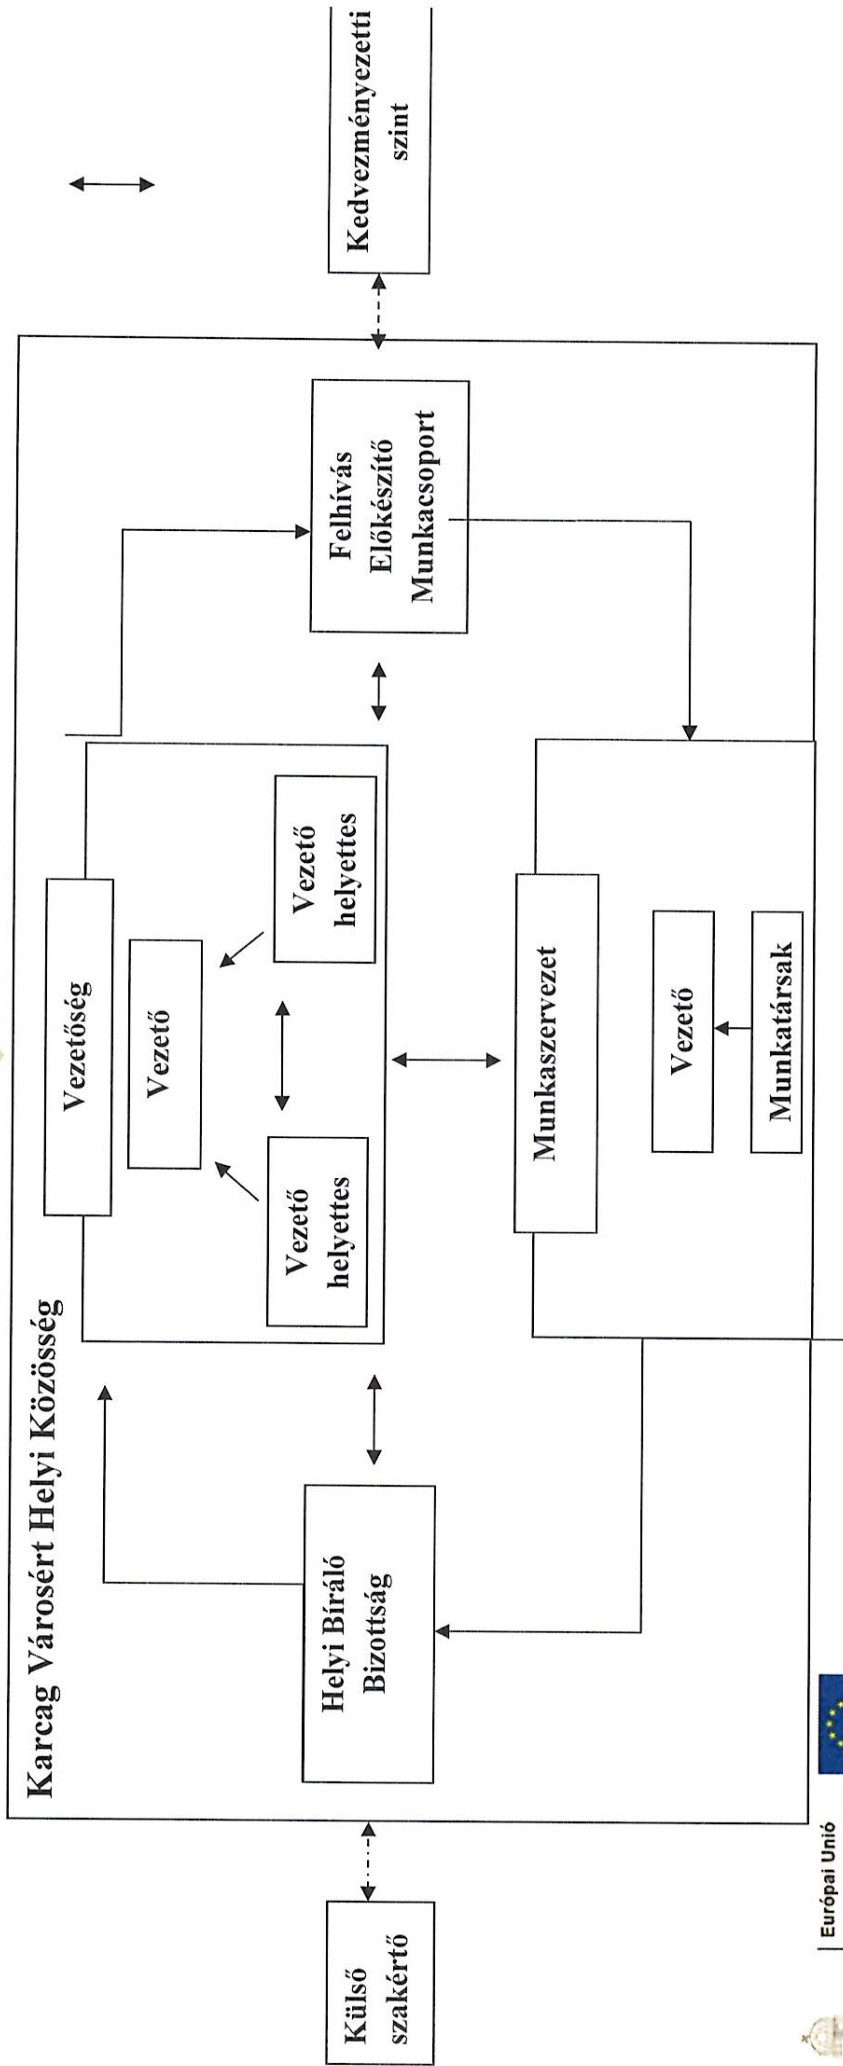 Karcag Városért Helyi Közösség
Vezetőség
Vezető
Vezető
helyettes
Vezető
helyettes
Külső
szakértő
Helyi Bíráló
Bizottság
Felhívás
Előkészítő
Munkacsoport
Kedvezményezetti
szint
Munkaszervezet
Vezető
Munkatársak
Európai Unió